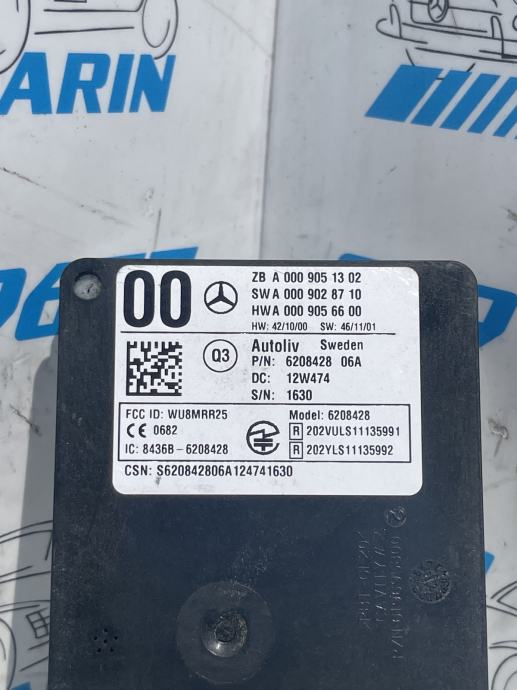 ARIN
00
ZB A 000 905 13 02
SW A 000 902 87 10
HW A 000 905 66 00
HW: 42/10/00 SW: 46/11/01
Q3
Autoliv Sweden
P/N: 6208428 06A
DC: 12W474
S/N: 1630
FCC ID: WU8MRR25
CE 0682
IC: 8436B-6208428
Model: 6208428
R 202VULS11135991
R 202YLS11135992
CSN: S620842806A124741630